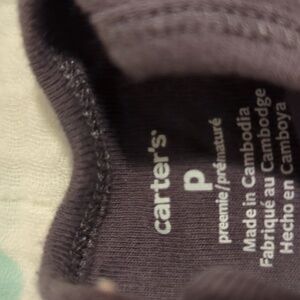 carter's
P
preemie/prématuré
Made in Cambodia
Fabriqué au Cambodge
Hecho en Camboya